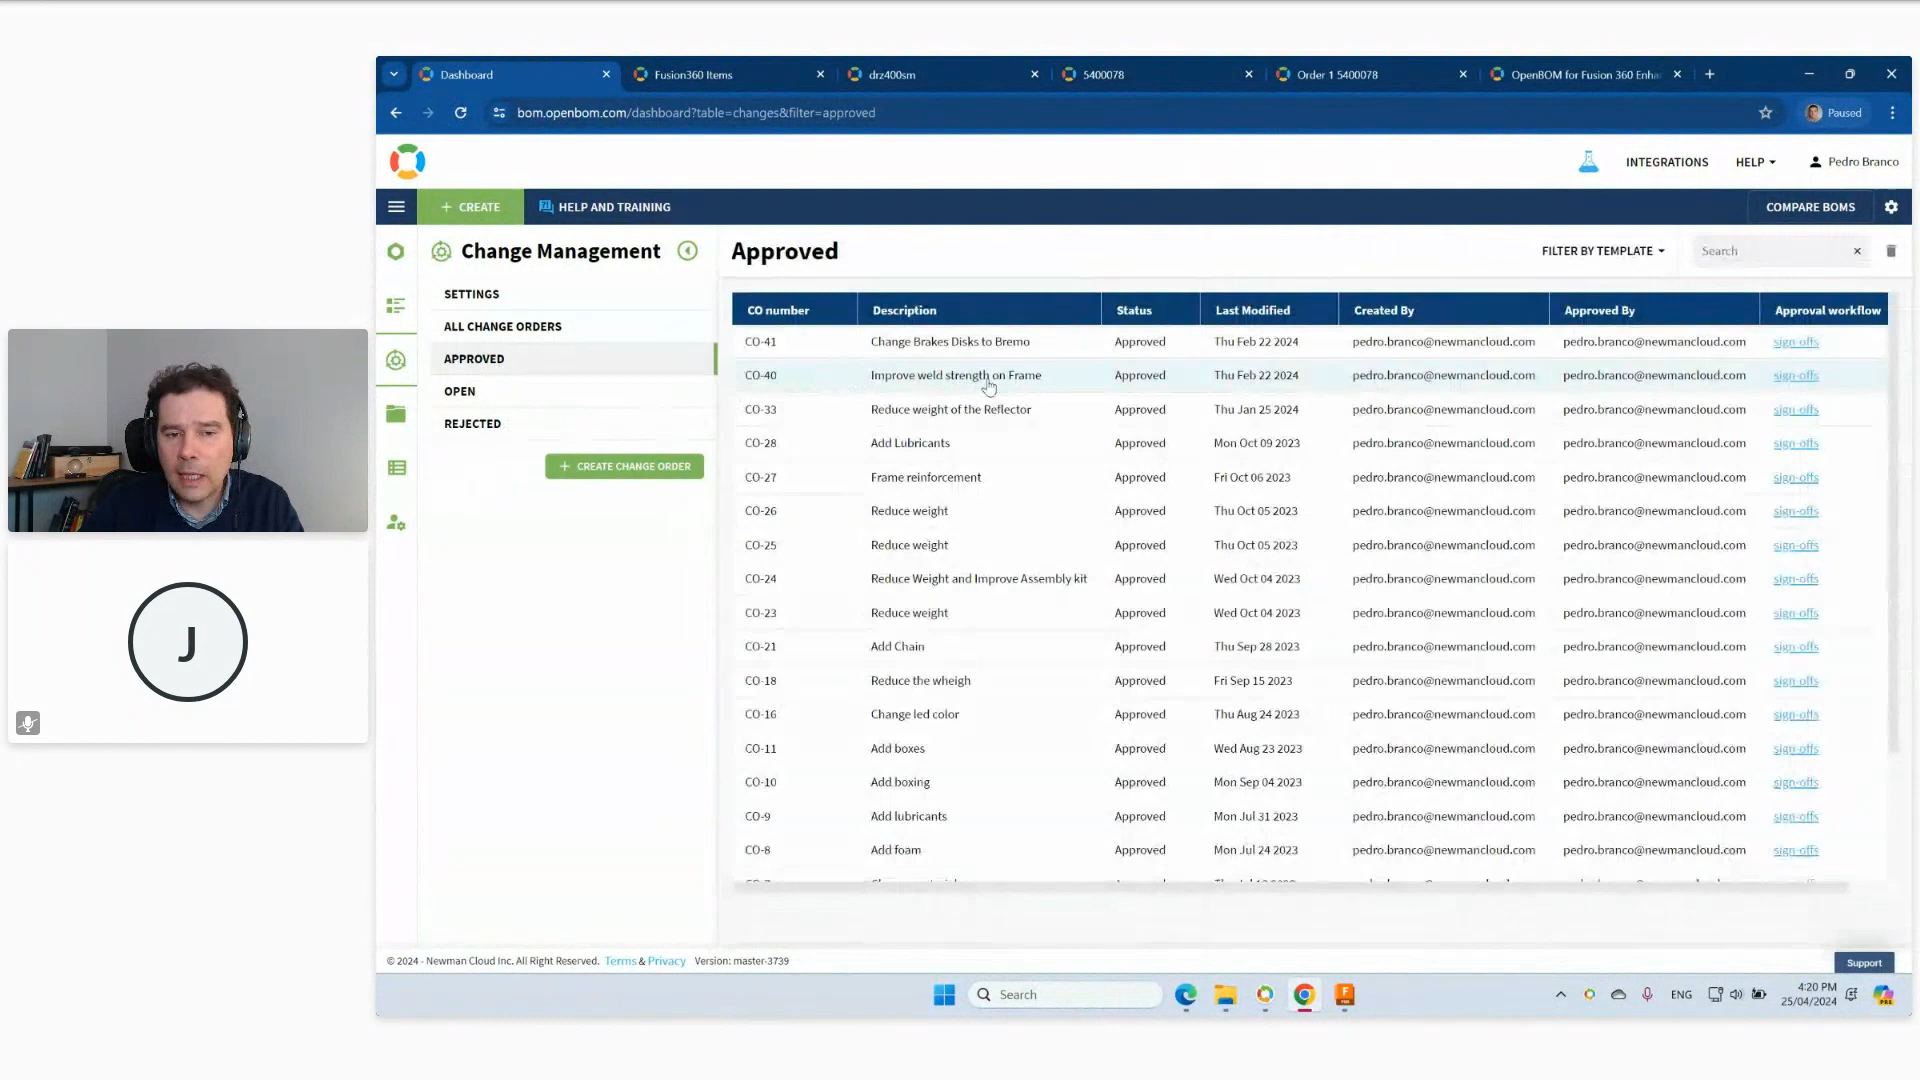 Dashboard
Fusion360 Items
drz400sm
5400078
Order 1 5400078
OpenBOM for Fusion 360 Enha
bom.openbom.com/dashboard?table=changes&filter=approved
Paused
INTEGRATIONS
HELP
Pedro Branco
+ CREATE
HELP AND TRAINING
COMPARE BOMS
Change Management
SETTINGS
ALL CHANGE ORDERS
APPROVED
OPEN
REJECTED
+ CREATE CHANGE ORDER
Approved
FILTER BY TEMPLATE
Search
CO number Description Status Last Modified Created By Approved By Approval workflow
CO-41 Change Brakes Disks to Bremo Approved Thu Feb 22 2024 pedro.branco@newmancloud.com pedro.branco@newmancloud.com sign-offs
CO-40 Improve weld strength on Frame Approved Thu Feb 22 2024 pedro.branco@newmancloud.com pedro.branco@newmancloud.com sign-offs
CO-33 Reduce weight of the Reflector Approved Thu Jan 25 2024 pedro.branco@newmancloud.com pedro.branco@newmancloud.com sign-offs
CO-28 Add Lubricants Approved Mon Oct 09 2023 pedro.branco@newmancloud.com pedro.branco@newmancloud.com sign-offs
CO-27 Frame reinforcement Approved Fri Oct 06 2023 pedro.branco@newmancloud.com pedro.branco@newmancloud.com sign-offs
CO-26 Reduce weight Approved Thu Oct 05 2023 pedro.branco@newmancloud.com pedro.branco@newmancloud.com sign-offs
CO-25 Reduce weight Approved Thu Oct 05 2023 pedro.branco@newmancloud.com pedro.branco@newmancloud.com sign-offs
CO-24 Reduce Weight and Improve Assembly kit Approved Wed Oct 04 2023 pedro.branco@newmancloud.com pedro.branco@newmancloud.com sign-offs
CO-23 Reduce weight Approved Wed Oct 04 2023 pedro.branco@newmancloud.com pedro.branco@newmancloud.com sign-offs
CO-21 Add Chain Approved Thu Sep 28 2023 pedro.branco@newmancloud.com pedro.branco@newmancloud.com sign-offs
CO-18 Reduce the wheigh Approved Fri Sep 15 2023 pedro.branco@newmancloud.com pedro.branco@newmancloud.com sign-offs
CO-16 Change led color Approved Thu Aug 24 2023 pedro.branco@newmancloud.com pedro.branco@newmancloud.com sign-offs
CO-11 Add boxes Approved Wed Aug 23 2023 pedro.branco@newmancloud.com pedro.branco@newmancloud.com sign-offs
CO-10 Add boxing Approved Mon Sep 04 2023 pedro.branco@newmancloud.com pedro.branco@newmancloud.com sign-offs
CO-9 Add lubricants Approved Mon Jul 31 2023 pedro.branco@newmancloud.com pedro.branco@newmancloud.com sign-offs
CO-8 Add foam Approved Mon Jul 24 2023 pedro.branco@newmancloud.com pedro.branco@newmancloud.com sign-offs
J
© 2024 - Newman Cloud Inc. All Right Reserved. Terms & Privacy Version: master-3739
Support
Search
ENG
4:20 PM
25/04/2024